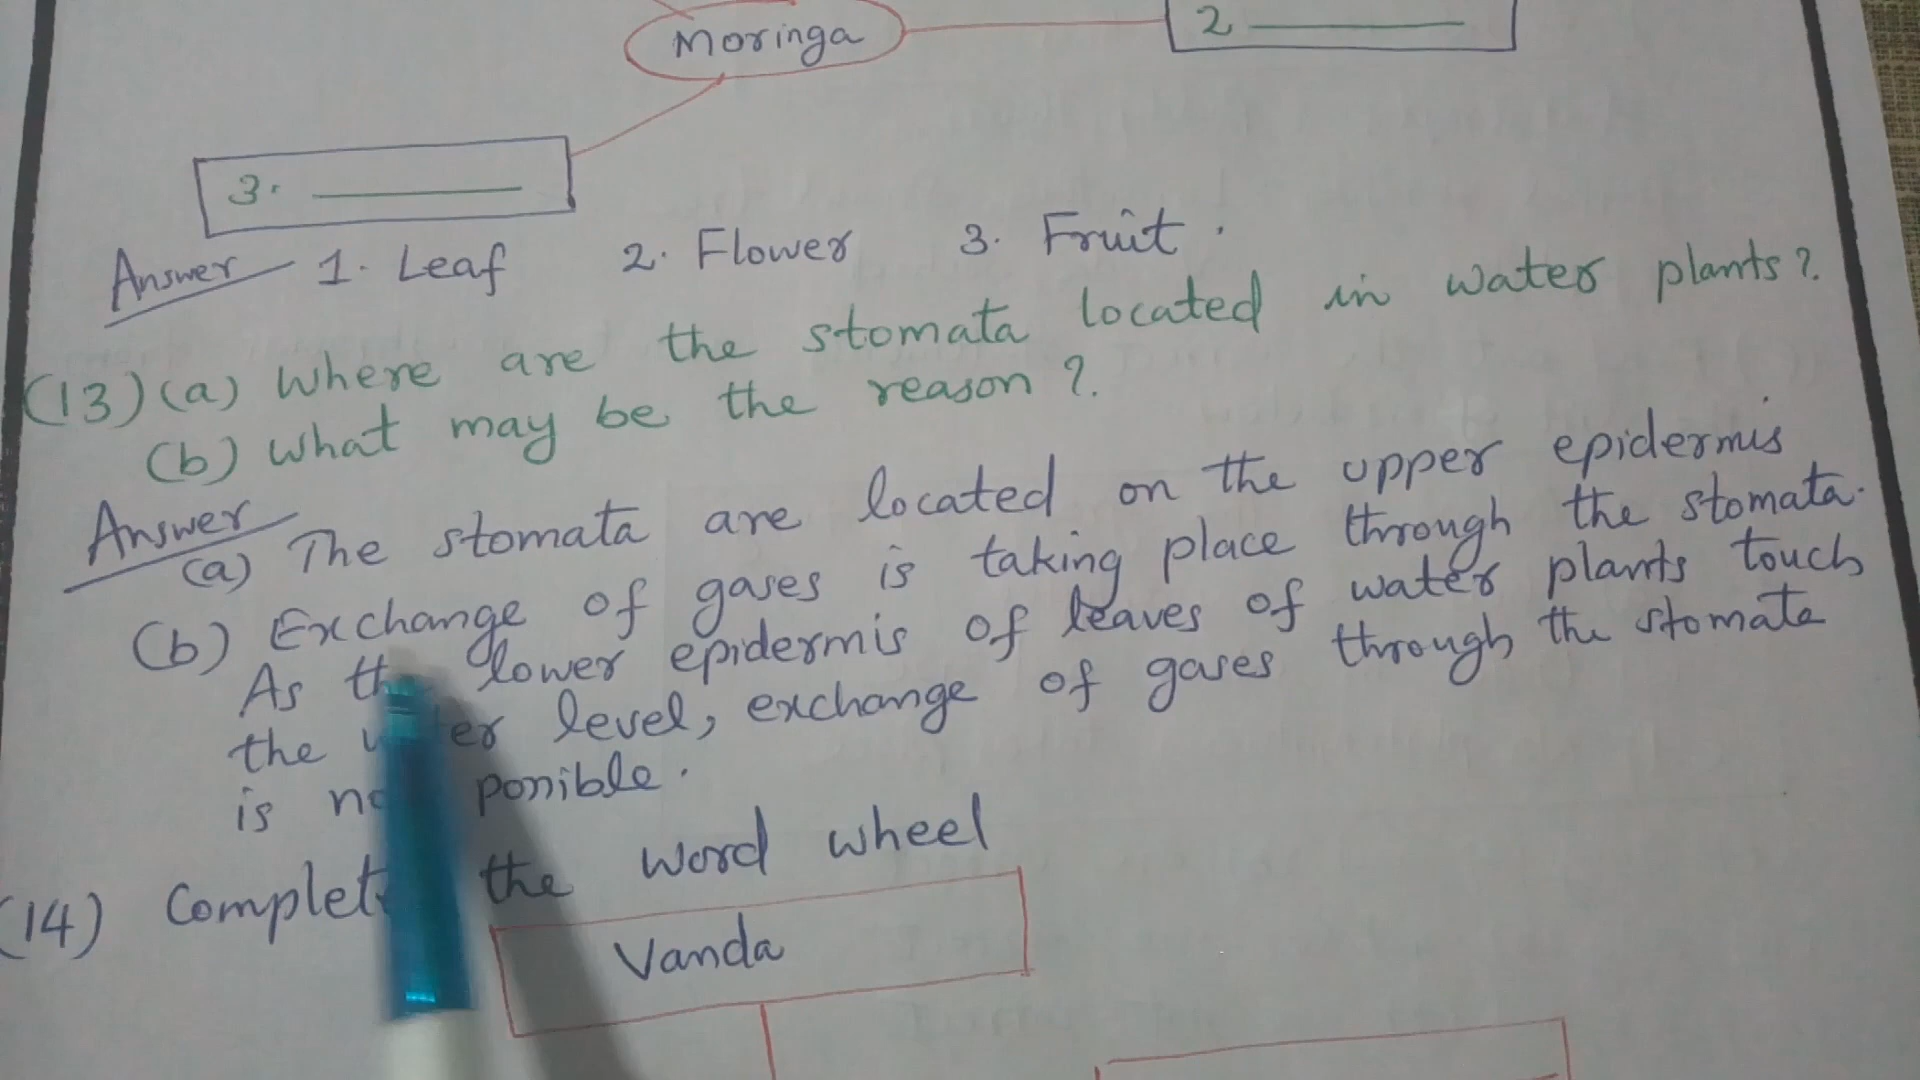 Moringa
2
3.
Answer 1. Leaf 2. Flower 3. Fruit.
(13) (a) Where are the stomata located in water plants?
(b) What may be the reason?
Answer
(a) The stomata are located on the upper epidermis
(b) Exchange of gases is taking place through the stomata.
As the lower epidermis of leaves of water plants touch
the level, exchange of gases through the stomata
is ponible.
(14) Complet the word wheel
Vanda